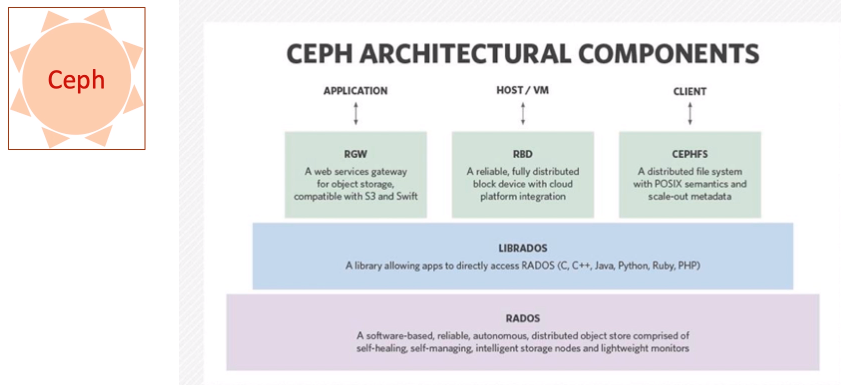 Ceph
CEPH ARCHITECTURAL COMPONENTS
APPLICATION
HOST / VM
CLIENT
RGW
A web services gateway
for object storage,
compatible with S3 and Swift
RBD
A reliable, fully distributed
block device with cloud
platform integration
CEPHFS
A distributed file system
with POSIX semantics and
scale-out metadata
LIBRADOS
A library allowing apps to directly access RADOS (C, C++, Java, Python, Ruby, PHP)
RADOS
A software-based, reliable, autonomous, distributed object store comprised of
self-healing, self-managing, intelligent storage nodes and lightweight monitors